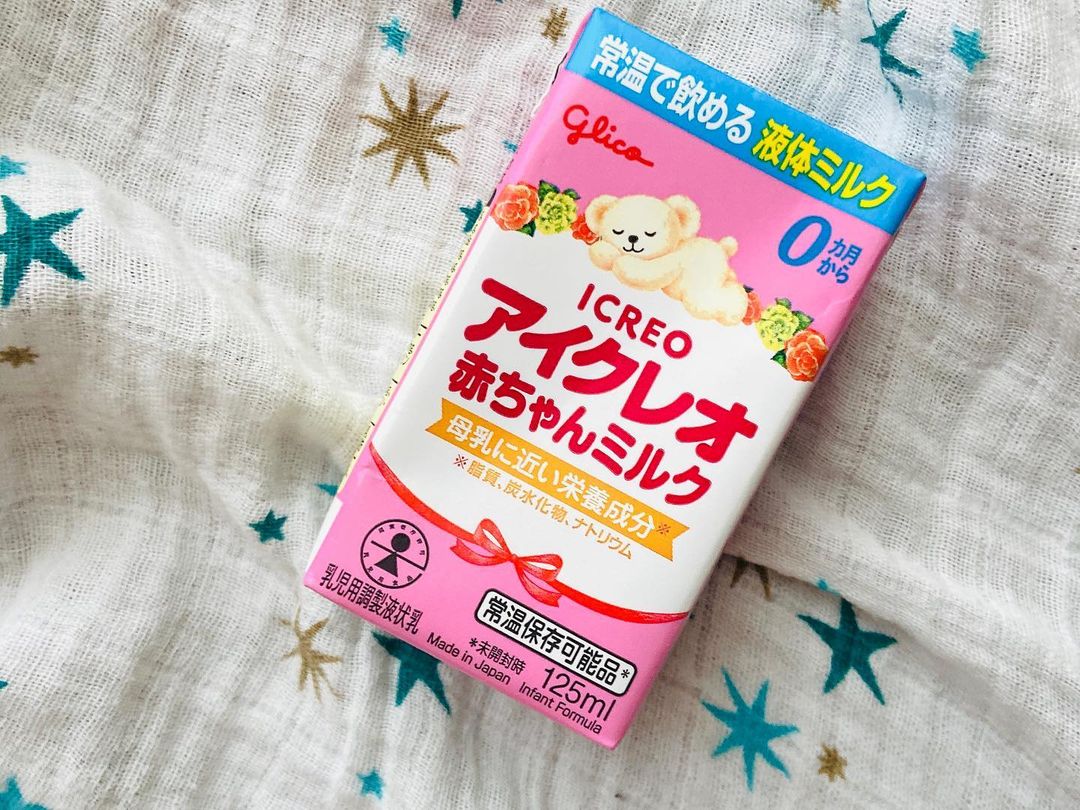 常温で飲める 液体ミルク
Glico
0ヵ月から
ICREO
アイクレオ
赤ちゃんミルク
母乳に近い栄養成分※
※脂質、炭水化物、ナトリウム
乳児用調製液状乳
常温保存可能品*
*未開封時
125ml
Made in Japan Infant Formula